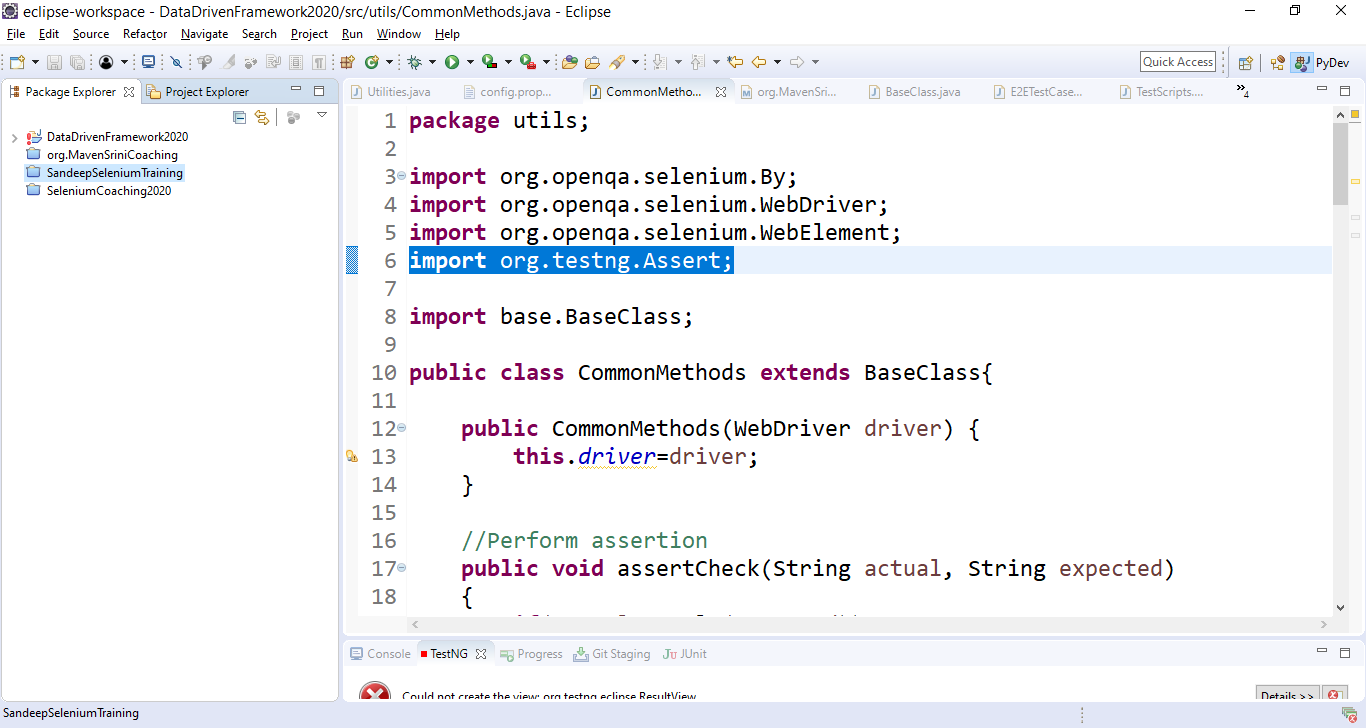 eclipse-workspace - DataDrivenFramework2020/src/utils/CommonMethods.java - Eclipse
File Edit Source Refactor Navigate Search Project Run Window Help
Quick Access
PyDev
Package Explorer
Project Explorer
Utilities.java
config.prop...
CommonMetho...
org.MavenSri...
BaseClass.java
E2ETestCase...
TestScripts....
»4
DataDrivenFramework2020
org.MavenSriniCoaching
SandeepSeleniumTraining
SeleniumCoaching2020
1 package utils;
2
3 import org.openqa.selenium.By;
4 import org.openqa.selenium.WebDriver;
5 import org.openqa.selenium.WebElement;
6 import org.testng.Assert;
7
8 import base.BaseClass;
9
10 public class CommonMethods extends BaseClass{
11
12 public CommonMethods(WebDriver driver) {
13 this.driver=driver;
14 }
15
16 //Perform assertion
17 public void assertCheck(String actual, String expected)
18 {
Console
TestNG
Progress
Git Staging
JUnit
Could not create the view: org.testng.eclipse.ResultView
Details >>
SandeepSeleniumTraining